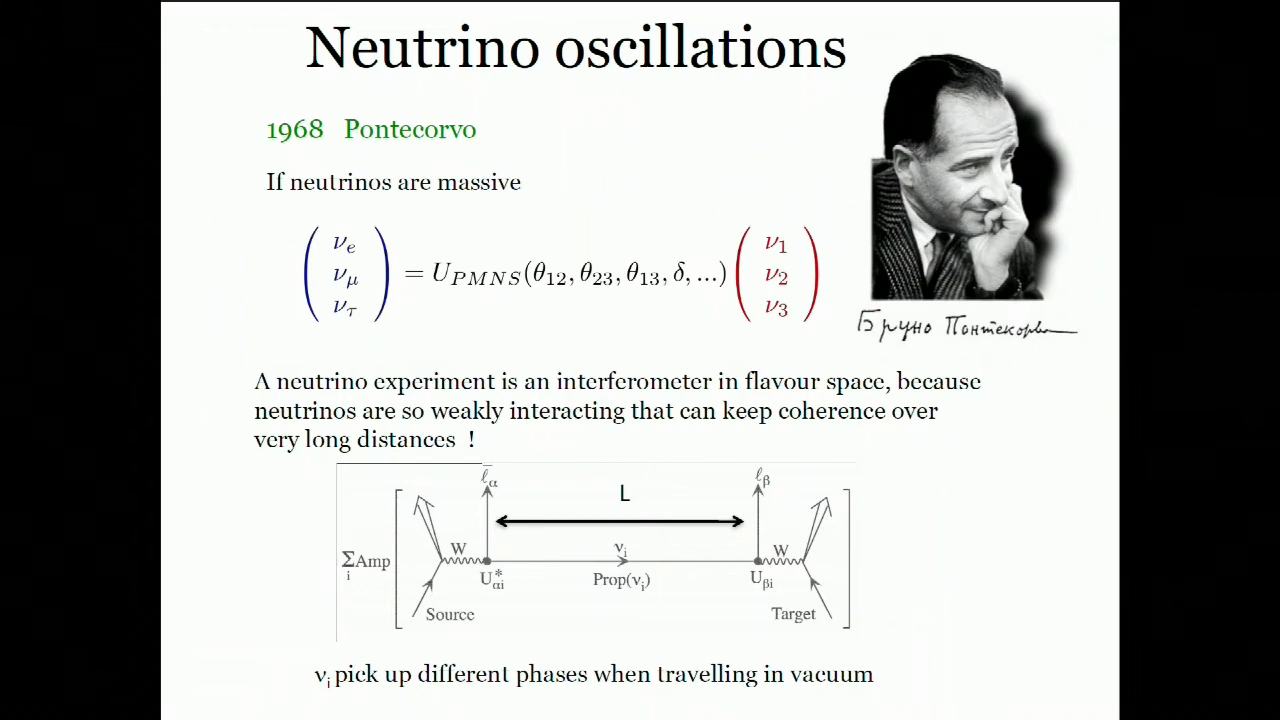 Neutrino oscillations
1968 Pontecorvo
If neutrinos are massive
νe
νμ
ντ
= U_PMNS(θ12, θ23, θ13, δ, ...)
ν1
ν2
ν3
Бруно Понтекорво
A neutrino experiment is an interferometer in flavour space, because
neutrinos are so weakly interacting that can keep coherence over
very long distances !
ℓ̅α
L
ℓβ
Σi Amp
W
νi
W
U*αi
Prop(νi)
Uβi
Source
Target
νi pick up different phases when travelling in vacuum